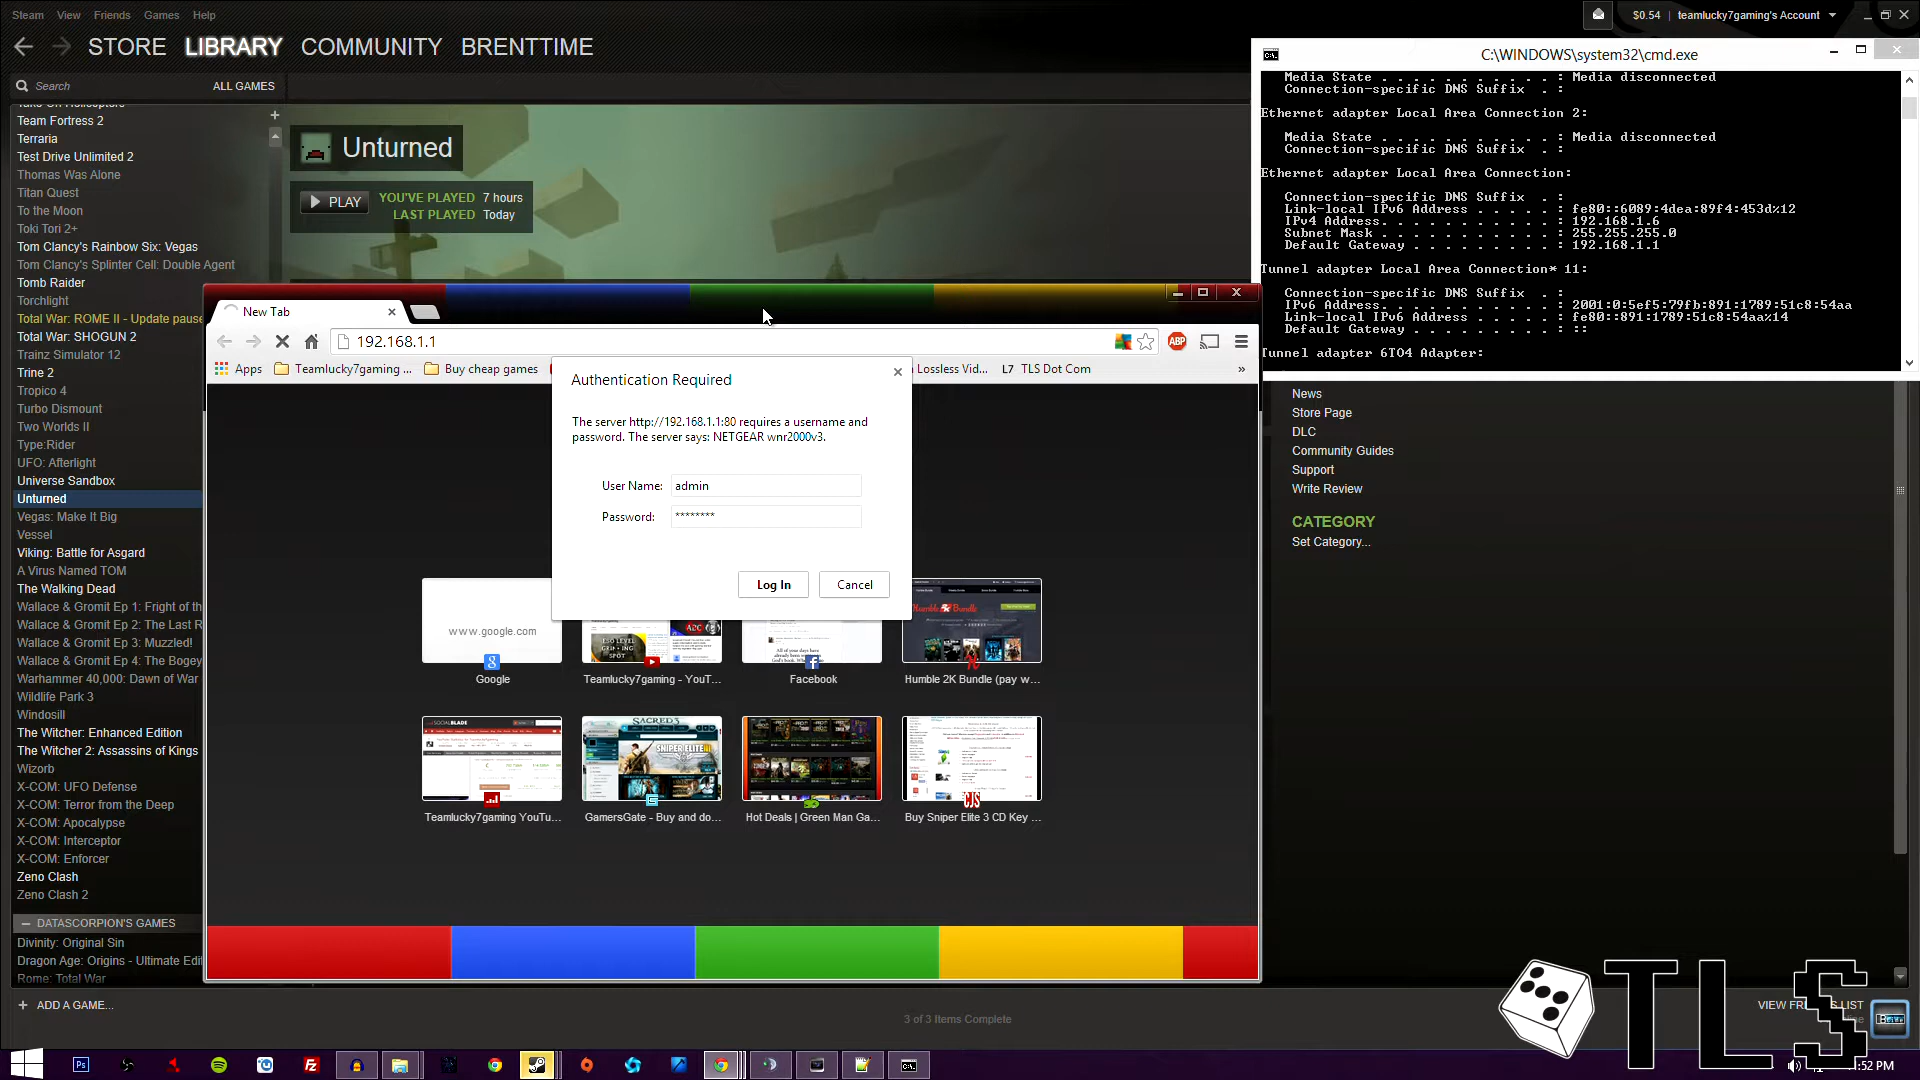 Steam View Friends Games Help
$0.54 teamlucky7gaming's Account
STORE LIBRARY COMMUNITY BRENTTIME
Search ALL GAMES
Take On Helicopters
Team Fortress 2
Terraria
Test Drive Unlimited 2
Thomas Was Alone
Titan Quest
To the Moon
Toki Tori 2+
Tom Clancy's Rainbow Six: Vegas
Tom Clancy's Splinter Cell: Double Agent
Tomb Raider
Torchlight
Total War: ROME II - Update pause
Total War: SHOGUN 2
Trainz Simulator 12
Trine 2
Tropico 4
Turbo Dismount
Two Worlds II
Type:Rider
UFO: Afterlight
Universe Sandbox
Unturned
Vegas: Make It Big
Vessel
Viking: Battle for Asgard
A Virus Named TOM
The Walking Dead
Wallace & Gromit Ep 1: Fright of th
Wallace & Gromit Ep 2: The Last R
Wallace & Gromit Ep 3: Muzzled!
Wallace & Gromit Ep 4: The Bogey
Warhammer 40,000: Dawn of War
Wildlife Park 3
Windosill
The Witcher: Enhanced Edition
The Witcher 2: Assassins of Kings
Wizorb
X-COM: UFO Defense
X-COM: Terror from the Deep
X-COM: Apocalypse
X-COM: Interceptor
X-COM: Enforcer
Zeno Clash
Zeno Clash 2
— DATASCORPION'S GAMES
Divinity: Original Sin
Dragon Age: Origins - Ultimate Edi
Rome: Total War
+ ADD A GAME...
Unturned
PLAY
YOU'VE PLAYED 7 hours
LAST PLAYED Today
C:\WINDOWS\system32\cmd.exe
Media State . . . . . . . . . . . : Media disconnected
Connection-specific DNS Suffix . :
Ethernet adapter Local Area Connection 2:
Media State . . . . . . . . . . . : Media disconnected
Connection-specific DNS Suffix . :
Ethernet adapter Local Area Connection:
Connection-specific DNS Suffix . :
Link-local IPv6 Address . . . . . : fe80::6089:4dea:89f4:453d%12
IPv4 Address. . . . . . . . . . . : 192.168.1.6
Subnet Mask . . . . . . . . . . . : 255.255.255.0
Default Gateway . . . . . . . . . : 192.168.1.1
Tunnel adapter Local Area Connection* 11:
Connection-specific DNS Suffix . :
IPv6 Address. . . . . . . . . . . : 2001:0:5ef5:79fb:891:1789:51c8:54aa
Link-local IPv6 Address . . . . . : fe80::891:1789:51c8:54aa%14
Default Gateway . . . . . . . . . : ::
Tunnel adapter 6TO4 Adapter:
New Tab
192.168.1.1
ABP
Apps Teamlucky7gaming ... Buy cheap games
n Lossless Vid... L7 TLS Dot Com »
Authentication Required
The server http://192.168.1.1:80 requires a username and
password. The server says: NETGEAR wnr2000v3.
User Name: admin
Password: ********
Log In Cancel
www.google.com
Google
Teamlucky7gaming - YouT...
Facebook
Humble 2K Bundle (pay w...
Teamlucky7gaming YouTu...
GamersGate - Buy and do...
Hot Deals | Green Man Ga...
Buy Sniper Elite 3 CD Key ...
News
Store Page
DLC
Community Guides
Support
Write Review
CATEGORY
Set Category...
3 of 3 Items Complete
TLS